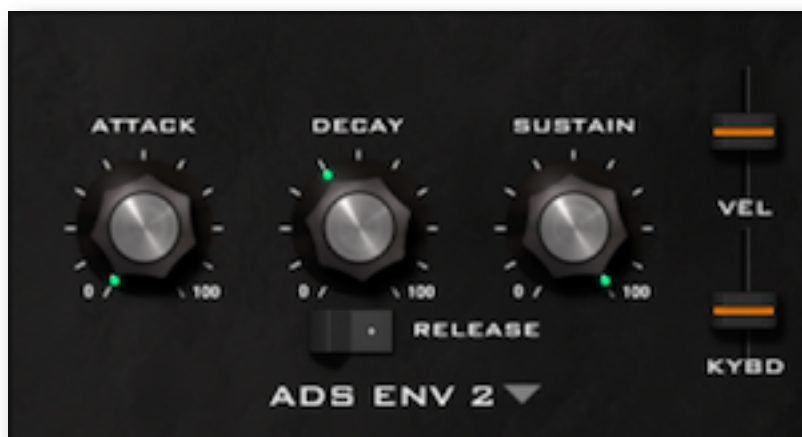 ATTACK DECAY SUSTAIN
VEL
0 100 0 100 0 100
RELEASE
KYBD
ADS ENV 2